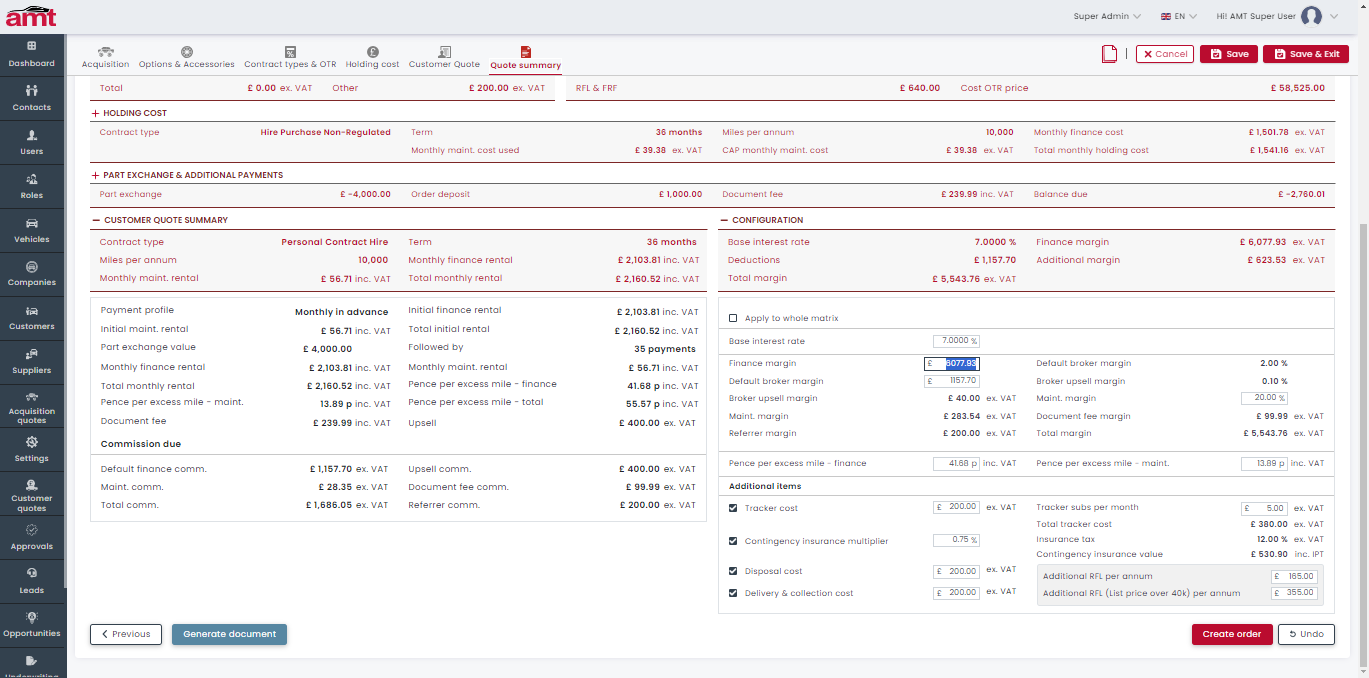 amt
Super Admin
EN
Hi! AMT Super User
Dashboard
Contacts
Users
Roles
Vehicles
Companies
Customers
Suppliers
Acquisition quotes
Settings
Customer quotes
Approvals
Leads
Opportunities
Underwriting
Acquisition
Options & Accessories
Contract types & OTR
Holding cost
Customer Quote
Quote summary
Cancel
Save
Save & Exit
Total £ 0.00 ex. VAT Other £ 200.00 ex. VAT RFL & FRF £ 640.00 Cost OTR price £ 58,525.00
HOLDING COST
Contract type Hire Purchase Non-Regulated Term 36 months Miles per annum 10,000 Monthly finance cost £ 1,501.78 ex. VAT
Monthly maint. cost used £ 39.38 ex. VAT CAP monthly maint. cost £ 39.38 ex. VAT Total monthly holding cost £ 1,541.16 ex. VAT
PART EXCHANGE & ADDITIONAL PAYMENTS
Part exchange £ -4,000.00 Order deposit £ 1,000.00 Document fee £ 239.99 inc. VAT Balance due £ -2,760.01
CUSTOMER QUOTE SUMMARY
Contract type Personal Contract Hire Term 36 months
Miles per annum 10,000 Monthly finance rental £ 2,103.81 inc. VAT
Monthly maint. rental £ 56.71 inc. VAT Total monthly rental £ 2,160.52 inc. VAT
Payment profile Monthly in advance Initial finance rental £ 2,103.81 inc. VAT
Initial maint. rental £ 56.71 inc. VAT Total initial rental £ 2,160.52 inc. VAT
Part exchange value £ 4,000.00 Followed by 35 payments
Monthly finance rental £ 2,103.81 inc. VAT Monthly maint. rental £ 56.71 inc. VAT
Total monthly rental £ 2,160.52 inc. VAT Pence per excess mile - finance 41.68 p inc. VAT
Pence per excess mile - maint. 13.89 p inc. VAT Pence per excess mile - total 55.57 p inc. VAT
Document fee £ 239.99 inc. VAT Upsell £ 400.00 ex. VAT
Commission due
Default finance comm. £ 1,157.70 ex. VAT Upsell comm. £ 400.00 ex. VAT
Maint. comm. £ 28.35 ex. VAT Document fee comm. £ 99.99 ex. VAT
Total comm. £ 1,686.05 ex. VAT Referrer comm. £ 200.00 ex. VAT
CONFIGURATION
Base interest rate 7.0000 % Finance margin £ 6,077.93 ex. VAT
Deductions £ 1,157.70 Additional margin £ 623.53 ex. VAT
Total margin £ 5,543.76 ex. VAT
Apply to whole matrix
Base interest rate 7.0000 %
Finance margin £ 6077.93 Default broker margin 2.00 %
Default broker margin £ 1157.70 Broker upsell margin 0.10 %
Broker upsell margin £ 40.00 ex. VAT Maint. margin 20.00 %
Maint. margin £ 283.54 ex. VAT Document fee margin £ 99.99 ex. VAT
Referrer margin £ 200.00 ex. VAT Total margin £ 5,543.76 ex. VAT
Pence per excess mile - finance 41.68 p inc. VAT Pence per excess mile - maint. 13.89 p inc. VAT
Additional items
Tracker cost £ 200.00 ex. VAT Tracker subs per month £ 5.00 ex. VAT
Total tracker cost £ 380.00 ex. VAT
Contingency insurance multiplier 0.75 % Insurance tax 12.00 % ex. VAT
Contingency insurance value £ 530.90 inc. IPT
Disposal cost £ 200.00 ex. VAT Additional RFL per annum £ 165.00
Delivery & collection cost £ 200.00 ex. VAT Additional RFL (List price over 40k) per annum £ 355.00
Previous
Generate document
Create order
Undo